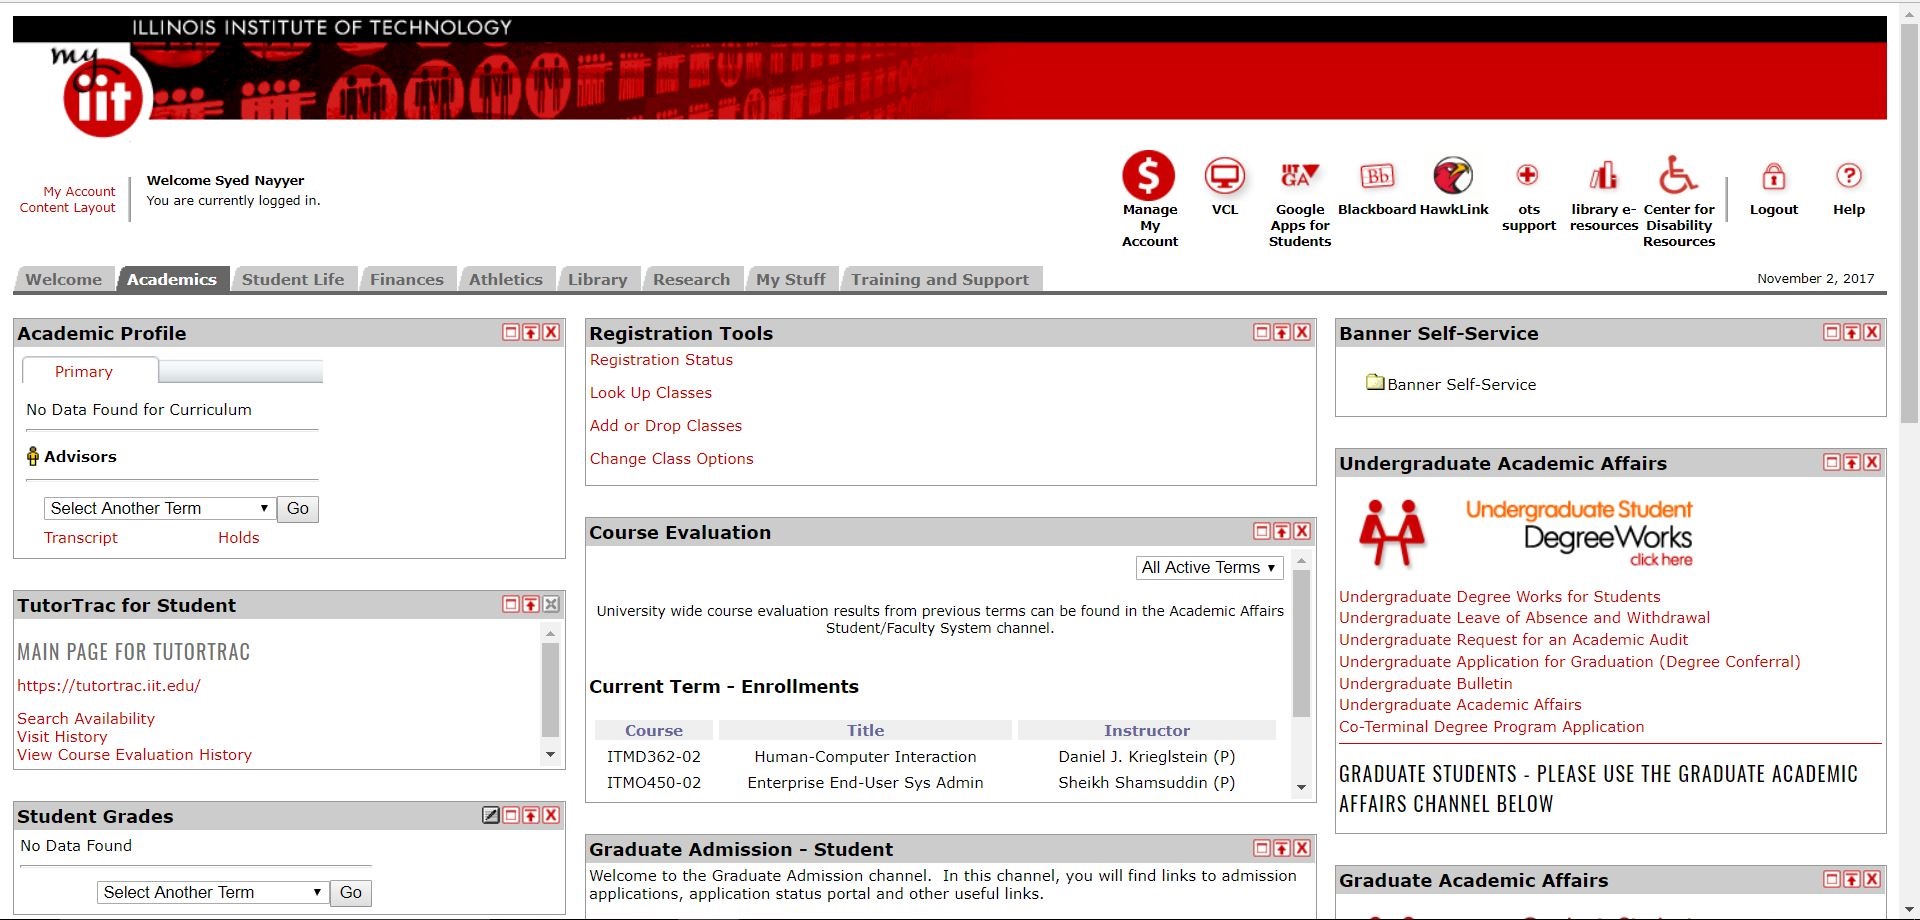 ILLINOIS INSTITUTE OF TECHNOLOGY
my
iit
My Account
Content Layout
Welcome Syed Nayyer
You are currently logged in.
$
Manage
My
Account
VCL
IIT
GA
Google
Apps for
Students
Bb
Blackboard
HawkLink
ots
support
library e-
resources
Center for
Disability
Resources
Logout
?
Help
Welcome
Academics
Student Life
Finances
Athletics
Library
Research
My Stuff
Training and Support
November 2, 2017
Academic Profile
Primary
No Data Found for Curriculum
Advisors
Select Another Term
Go
Transcript
Holds
TutorTrac for Student
MAIN PAGE FOR TUTORTRAC
https://tutortrac.iit.edu/
Search Availability
Visit History
View Course Evaluation History
Student Grades
No Data Found
Select Another Term
Go
Registration Tools
Registration Status
Look Up Classes
Add or Drop Classes
Change Class Options
Course Evaluation
All Active Terms
University wide course evaluation results from previous terms can be found in the Academic Affairs
Student/Faculty System channel.
Current Term - Enrollments
Course Title Instructor
ITMD362-02 Human-Computer Interaction Daniel J. Krieglstein (P)
ITMO450-02 Enterprise End-User Sys Admin Sheikh Shamsuddin (P)
Graduate Admission - Student
Welcome to the Graduate Admission channel. In this channel, you will find links to admission
applications, application status portal and other useful links.
Banner Self-Service
Banner Self-Service
Undergraduate Academic Affairs
Undergraduate Student
DegreeWorks
click here
Undergraduate Degree Works for Students
Undergraduate Leave of Absence and Withdrawal
Undergraduate Request for an Academic Audit
Undergraduate Application for Graduation (Degree Conferral)
Undergraduate Bulletin
Undergraduate Academic Affairs
Co-Terminal Degree Program Application
GRADUATE STUDENTS - PLEASE USE THE GRADUATE ACADEMIC
AFFAIRS CHANNEL BELOW
Graduate Academic Affairs